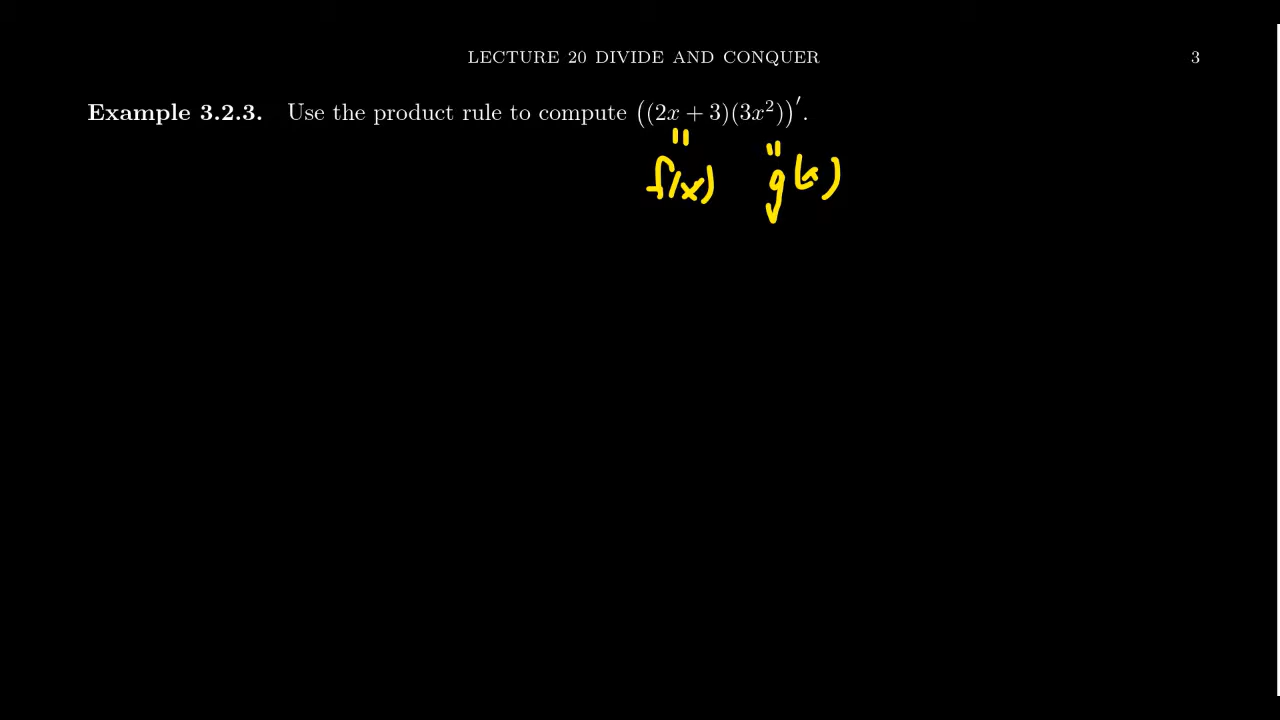 LECTURE 20 DIVIDE AND CONQUER 3
Example 3.2.3. Use the product rule to compute ((2x + 3)(3x²))′.
" "
f(x) g(x)